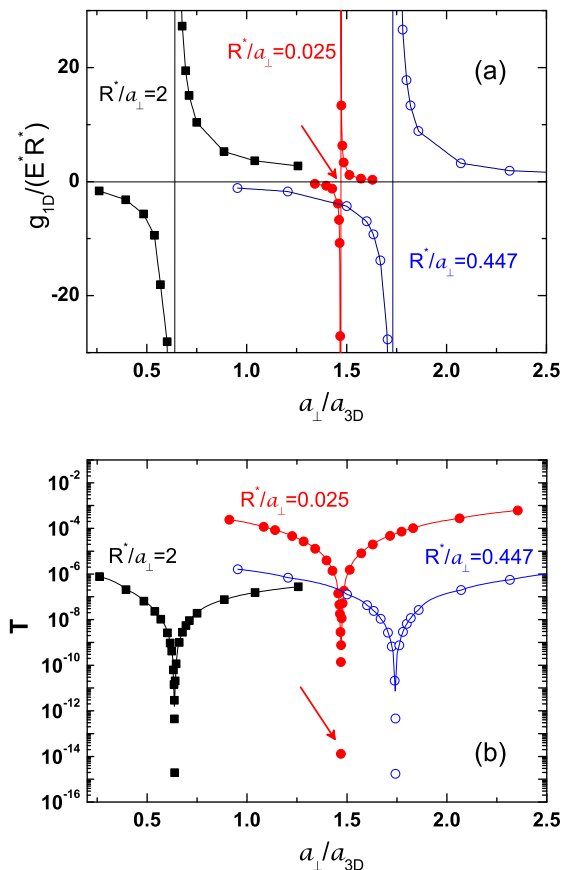 (a)
20
0
-20
g1D/(E*R*)
R*/a⊥=2
R*/a⊥=0.025
R*/a⊥=0.447
0.5 1.0 1.5 2.0 2.5
a⊥/a3D
10-2
10-4
10-6
10-8
10-10
10-12
10-14
10-16
T
R*/a⊥=0.025
R*/a⊥=2
R*/a⊥=0.447
(b)
0.5 1.0 1.5 2.0 2.5
a⊥/a3D